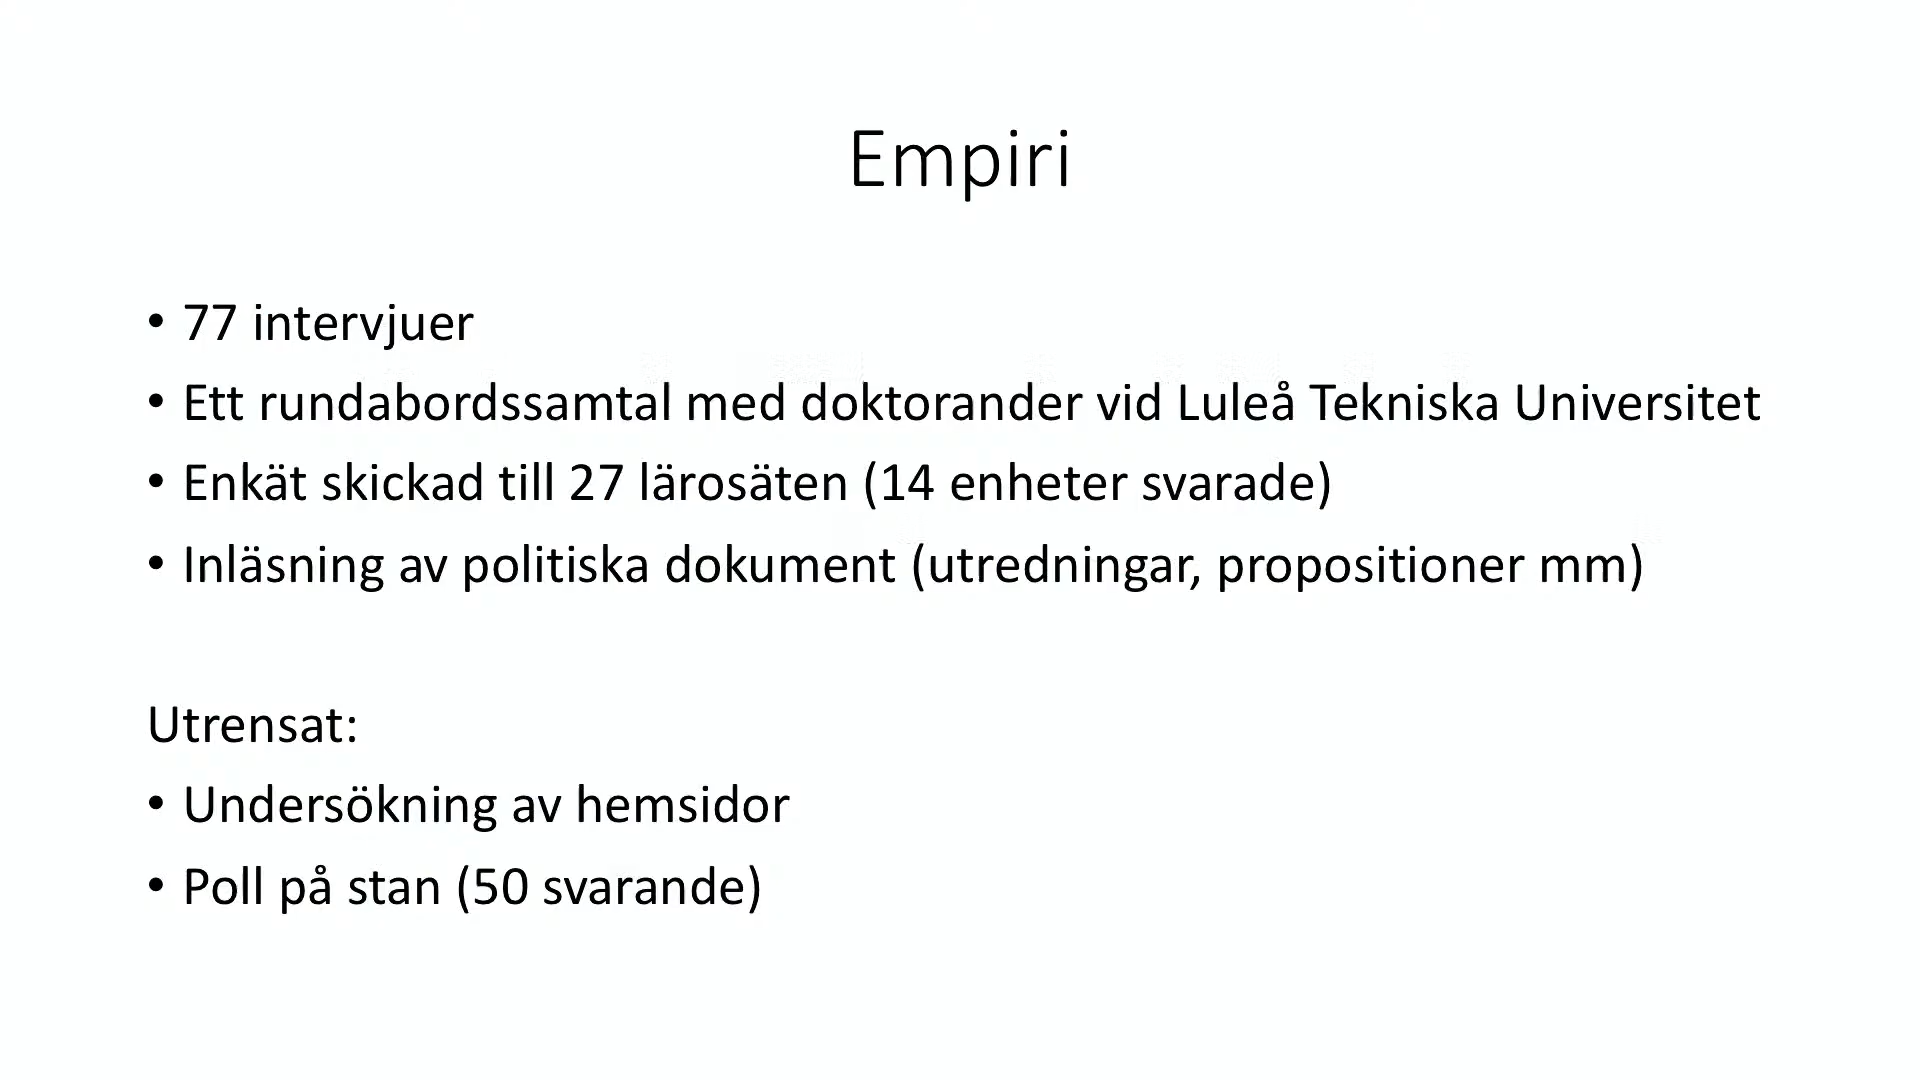 Empiri
• 77 intervjuer
• Ett rundabordssamtal med doktorander vid Luleå Tekniska Universitet
• Enkät skickad till 27 lärosäten (14 enheter svarade)
• Inläsning av politiska dokument (utredningar, propositioner mm)
Utrensat:
• Undersökning av hemsidor
• Poll på stan (50 svarande)